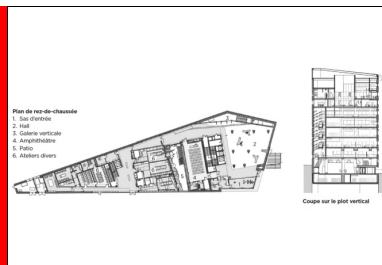 Plan de rez-de-chaussée
1. Sas d'entrée
2. Hall
3. Galerie verticale
4. Amphithéâtre
5. Patio
6. Ateliers divers
Coupe sur le plot vertical